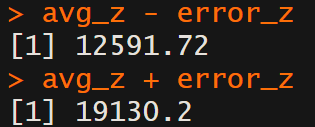 > avg_z - error_z
[1] 12591.72
> avg_z + error_z
[1] 19130.2